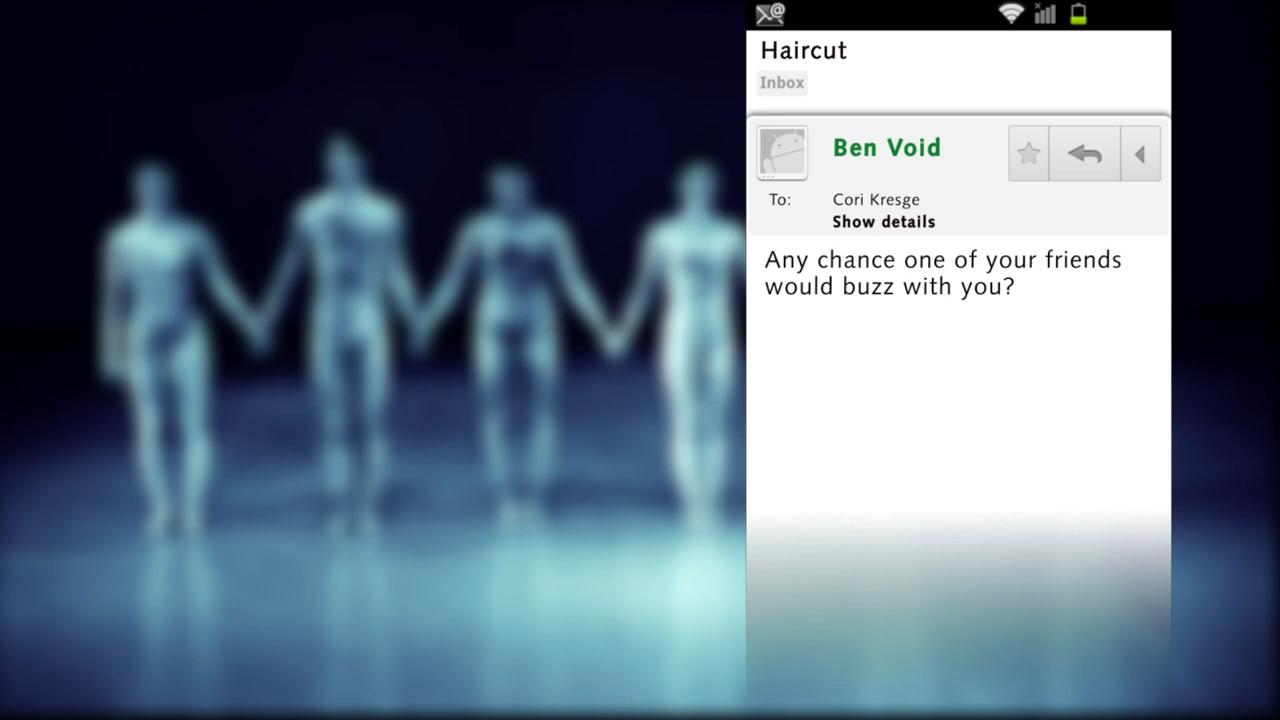 Haircut
Inbox
Ben Void
To: Cori Kresge
Show details
Any chance one of your friends
would buzz with you?